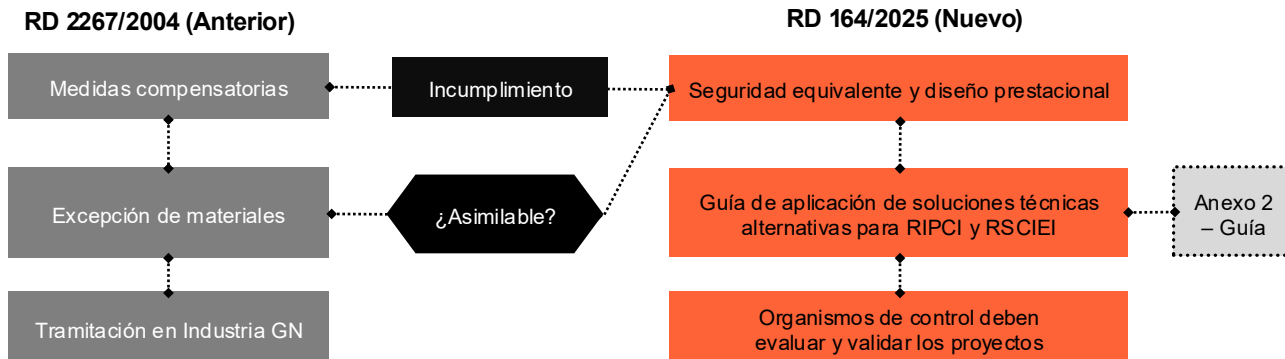 RD 2267/2004 (Anterior)
RD 164/2025 (Nuevo)
Medidas compensatorias
Incumplimiento
Seguridad equivalente y diseño prestacional
Excepción de materiales
¿Asimilable?
Guía de aplicación de soluciones técnicas
alternativas para RIPCI y RSCIEI
Anexo 2
– Guía
Tramitación en Industria GN
Organismos de control deben
evaluar y validar los proyectos